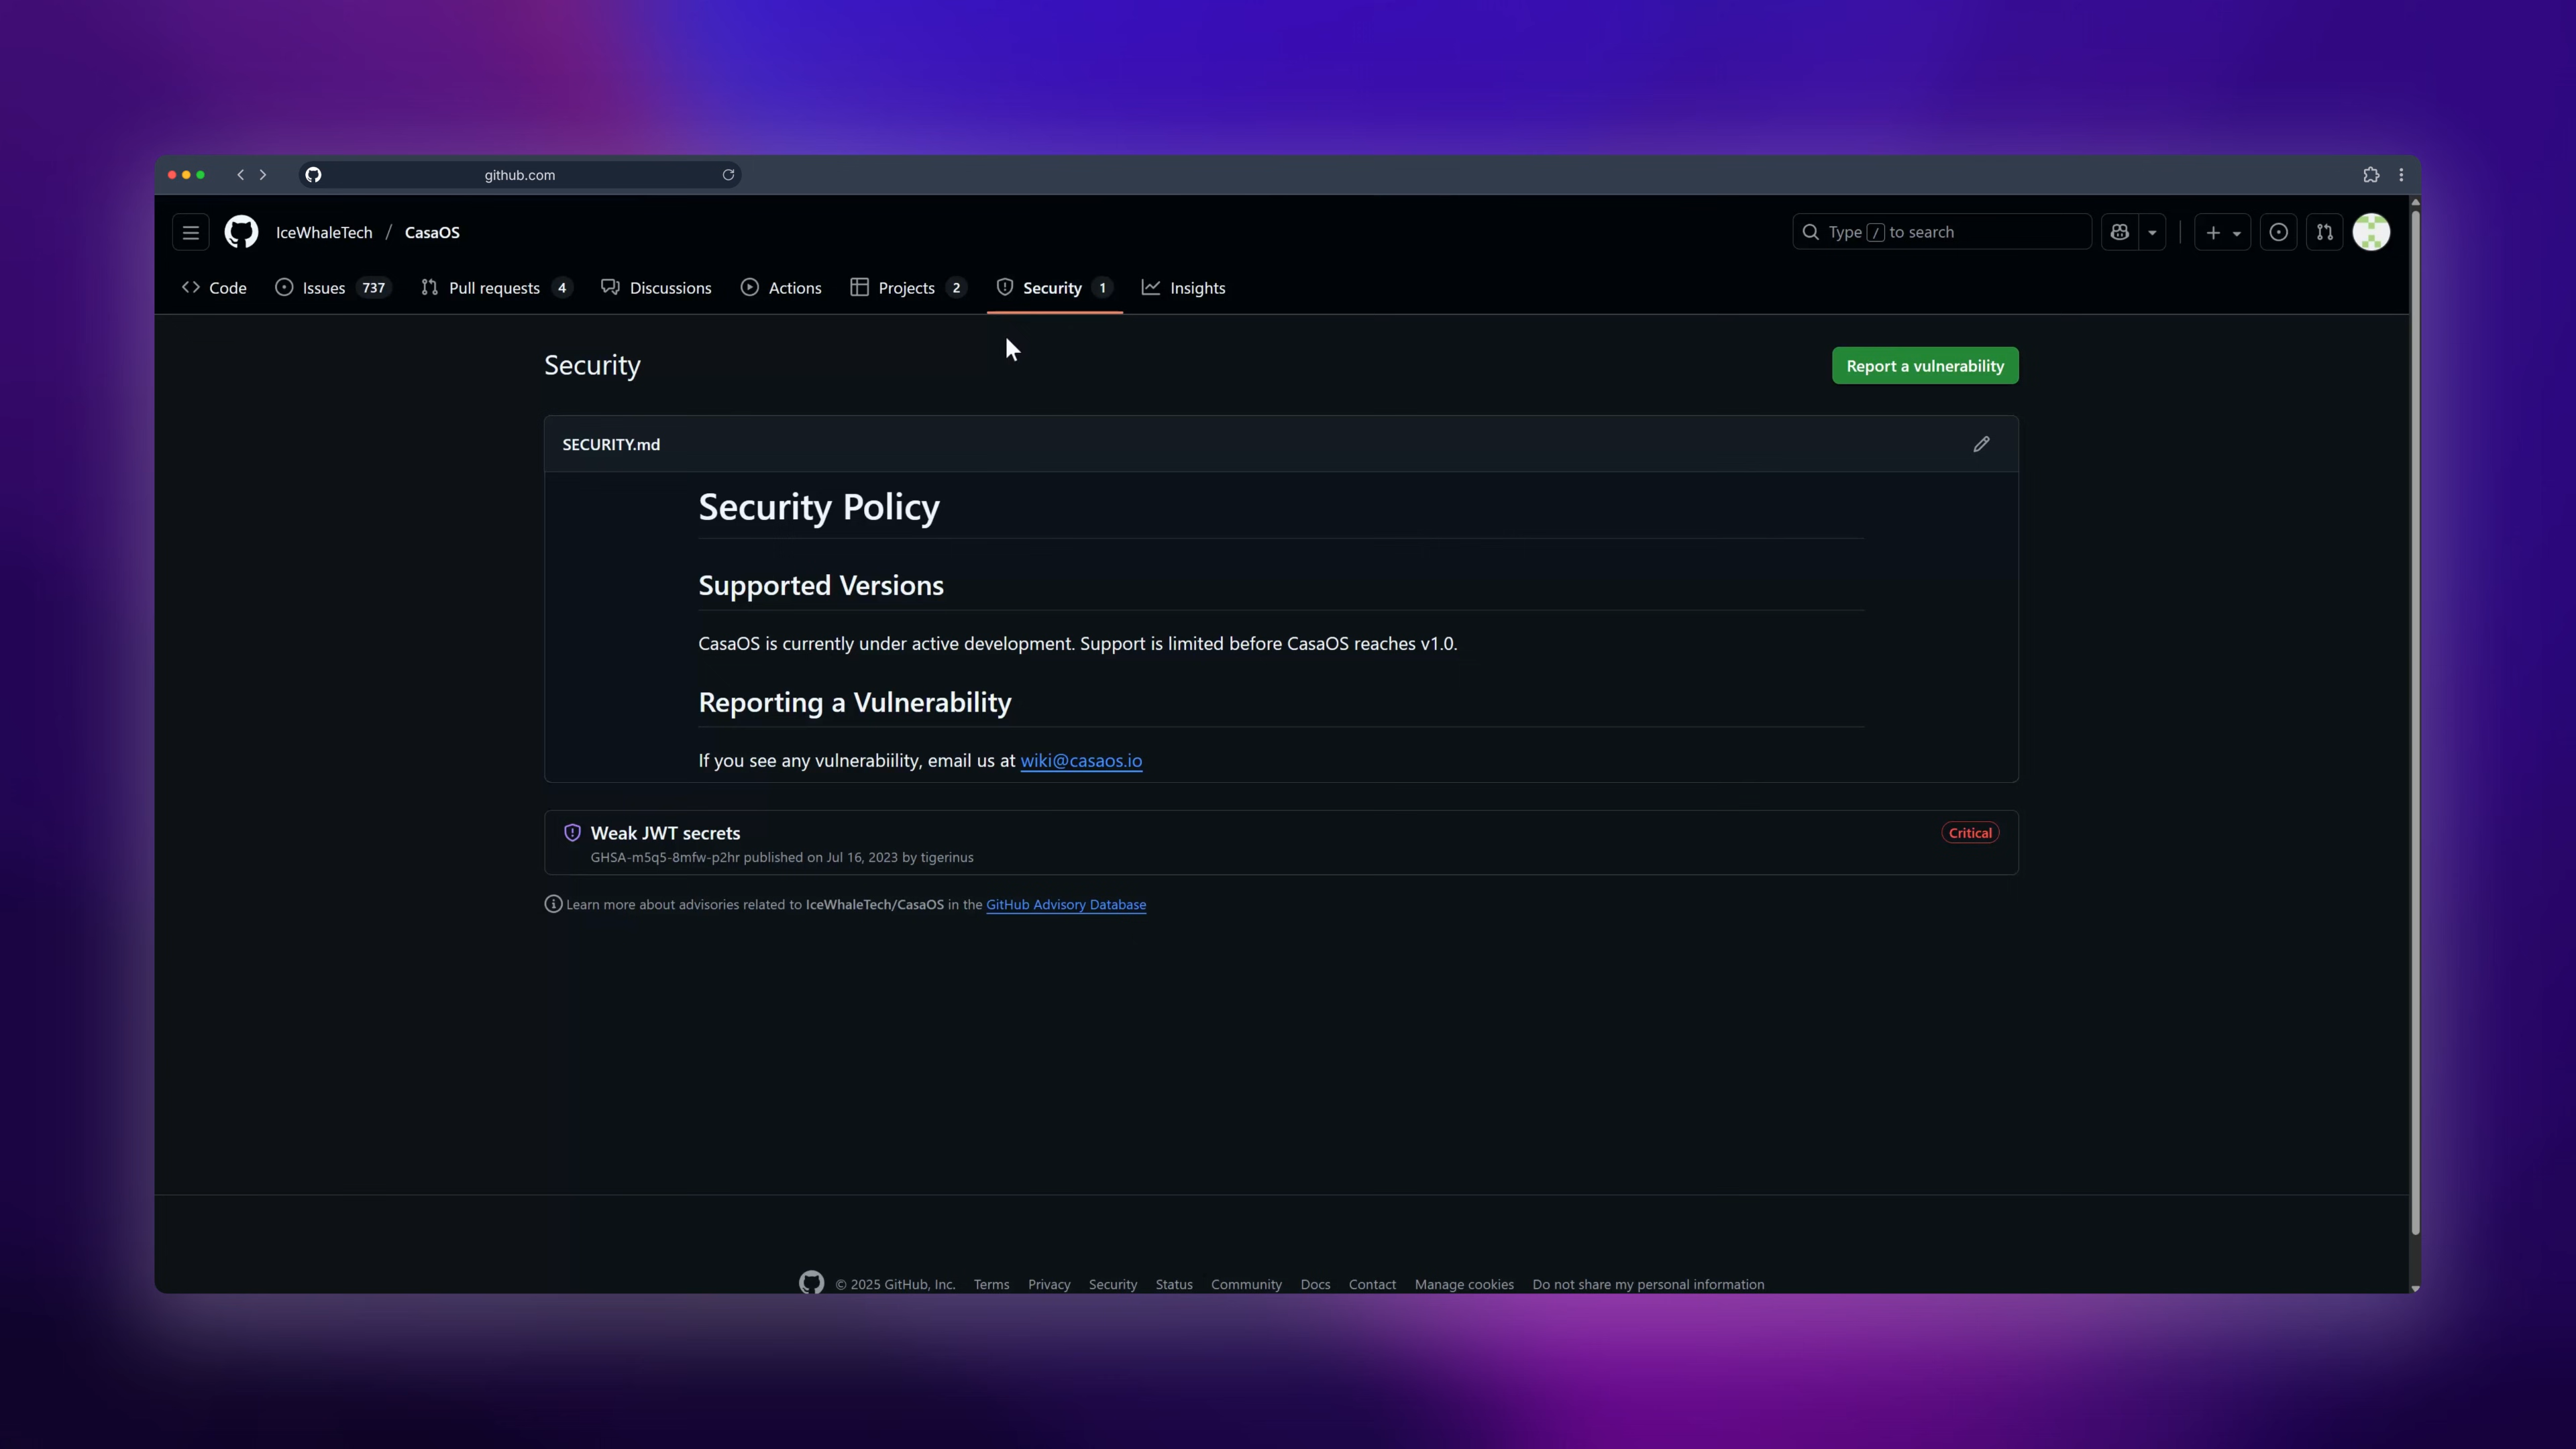 github.com
IceWhaleTech / CasaOS
Type / to search
Code Issues 737 Pull requests 4 Discussions Actions Projects 2 Security 1 Insights
Security
Report a vulnerability
SECURITY.md
Security Policy
Supported Versions
CasaOS is currently under active development. Support is limited before CasaOS reaches v1.0.
Reporting a Vulnerability
If you see any vulnerabiility, email us at wiki@casaos.io
Weak JWT secrets
Critical
GHSA-m5q5-8mfw-p2hr published on Jul 16, 2023 by tigerinus
Learn more about advisories related to IceWhaleTech/CasaOS in the GitHub Advisory Database
© 2025 GitHub, Inc. Terms Privacy Security Status Community Docs Contact Manage cookies Do not share my personal information